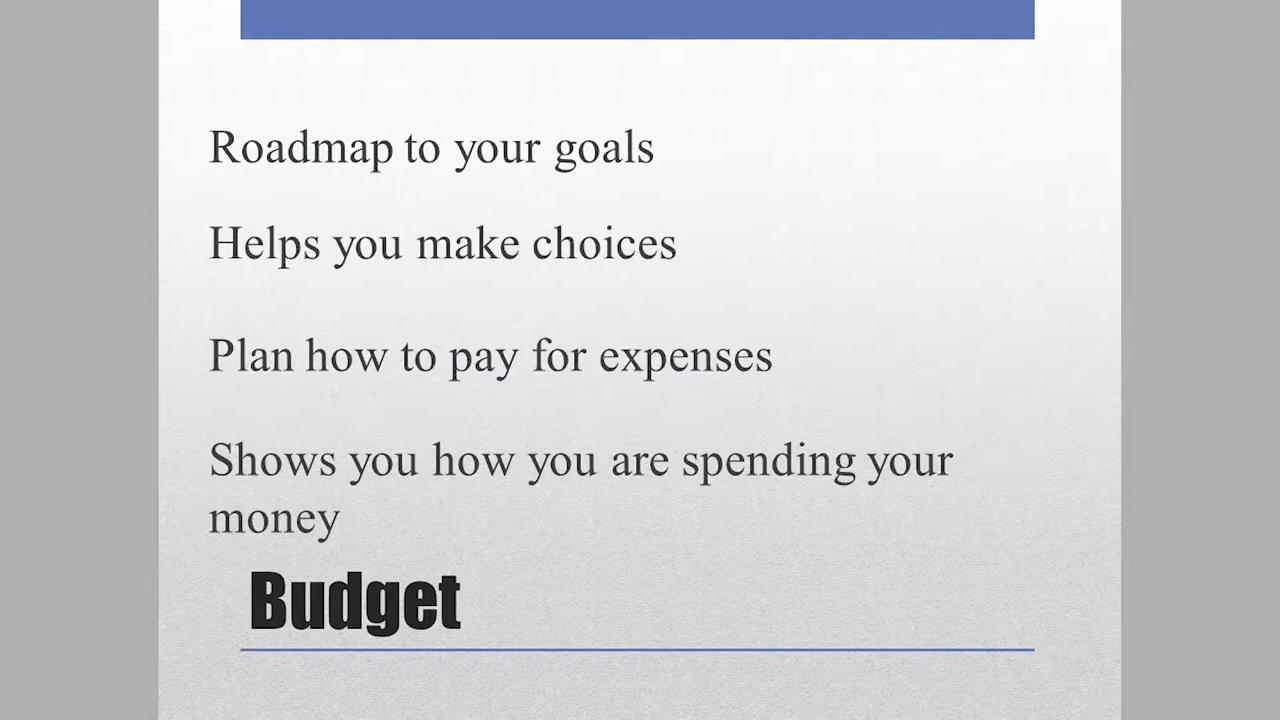 Roadmap to your goals
Helps you make choices
Plan how to pay for expenses
Shows you how you are spending your
money
Budget